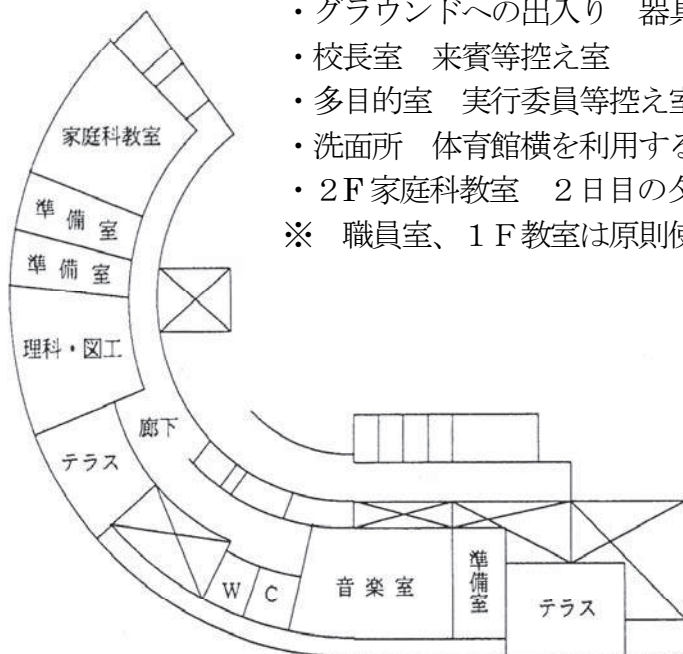 ・グラウンドへの出入り　器具
・校長室　来賓等控え室
・多目的室　実行委員等控え室
・洗面所　体育館横を利用する
・２F 家庭科教室　２日目の
※　職員室、１Ｆ教室は原則
家庭科教室
準備室
準備室
理科・図工
廊下
テラス
W C
音楽室
準備室
テラス